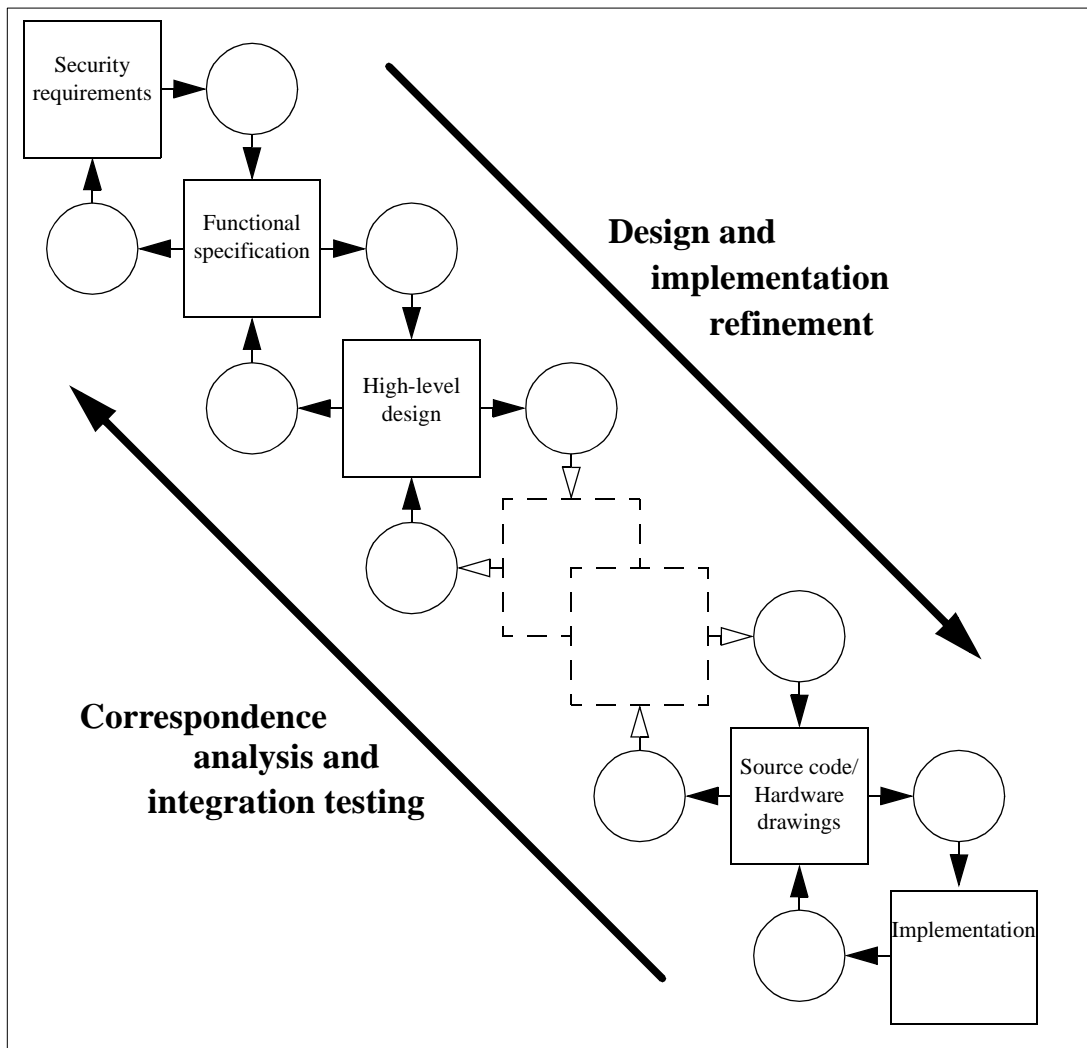 Security
requirements
Functional
specification
Design and
implementation
refinement
High-level
design
Correspondence
analysis and
integration testing
Source code/
Hardware
drawings
Implementation